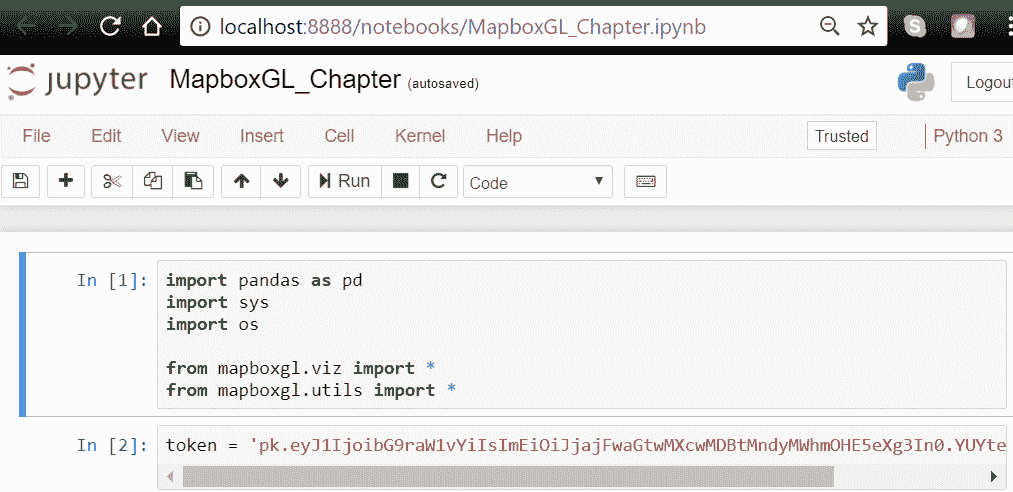 localhost:8888/notebooks/MapboxGL_Chapter.ipynb
jupyter MapboxGL_Chapter (autosaved) Logout
File Edit View Insert Cell Kernel Help Trusted Python 3
Run Code
In [1]: import pandas as pd
import sys
import os
from mapboxgl.viz import *
from mapboxgl.utils import *
In [2]: token = 'pk.eyJ1IjoibG9raW1vYiIsImEiOiJjajFwaGtwMXcwMDBtMndyMWhmOHE5eXg3In0.YUYte